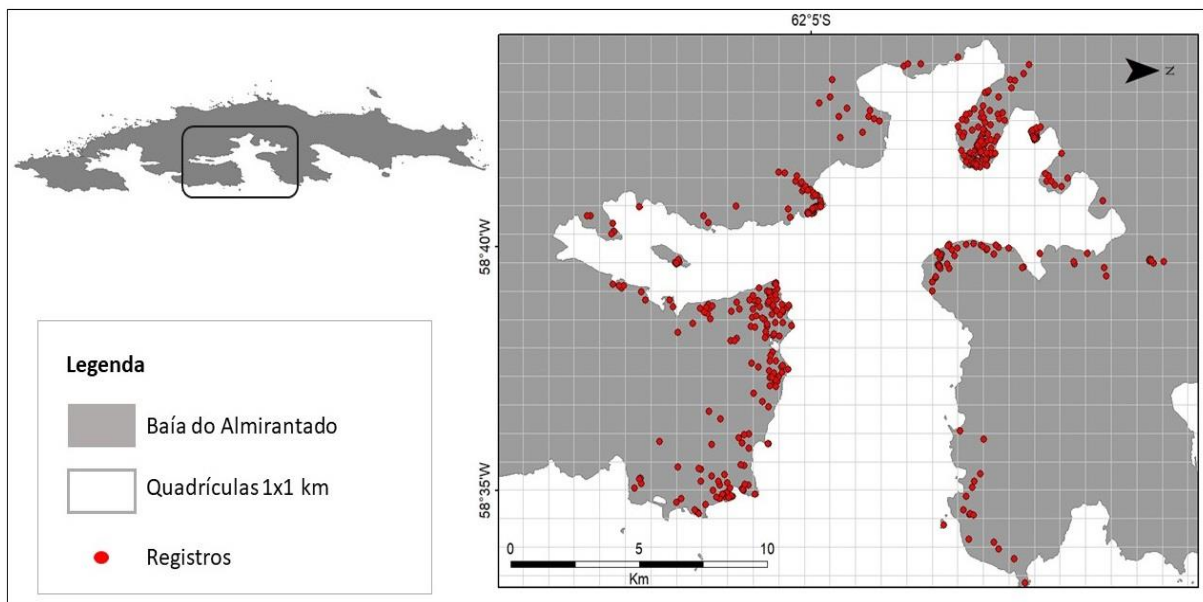 62°5'S
N
58°40'W
58°35'W
Legenda
Baía do Almirantado
Quadrículas 1x1 km
Registros
0 5 10
Km